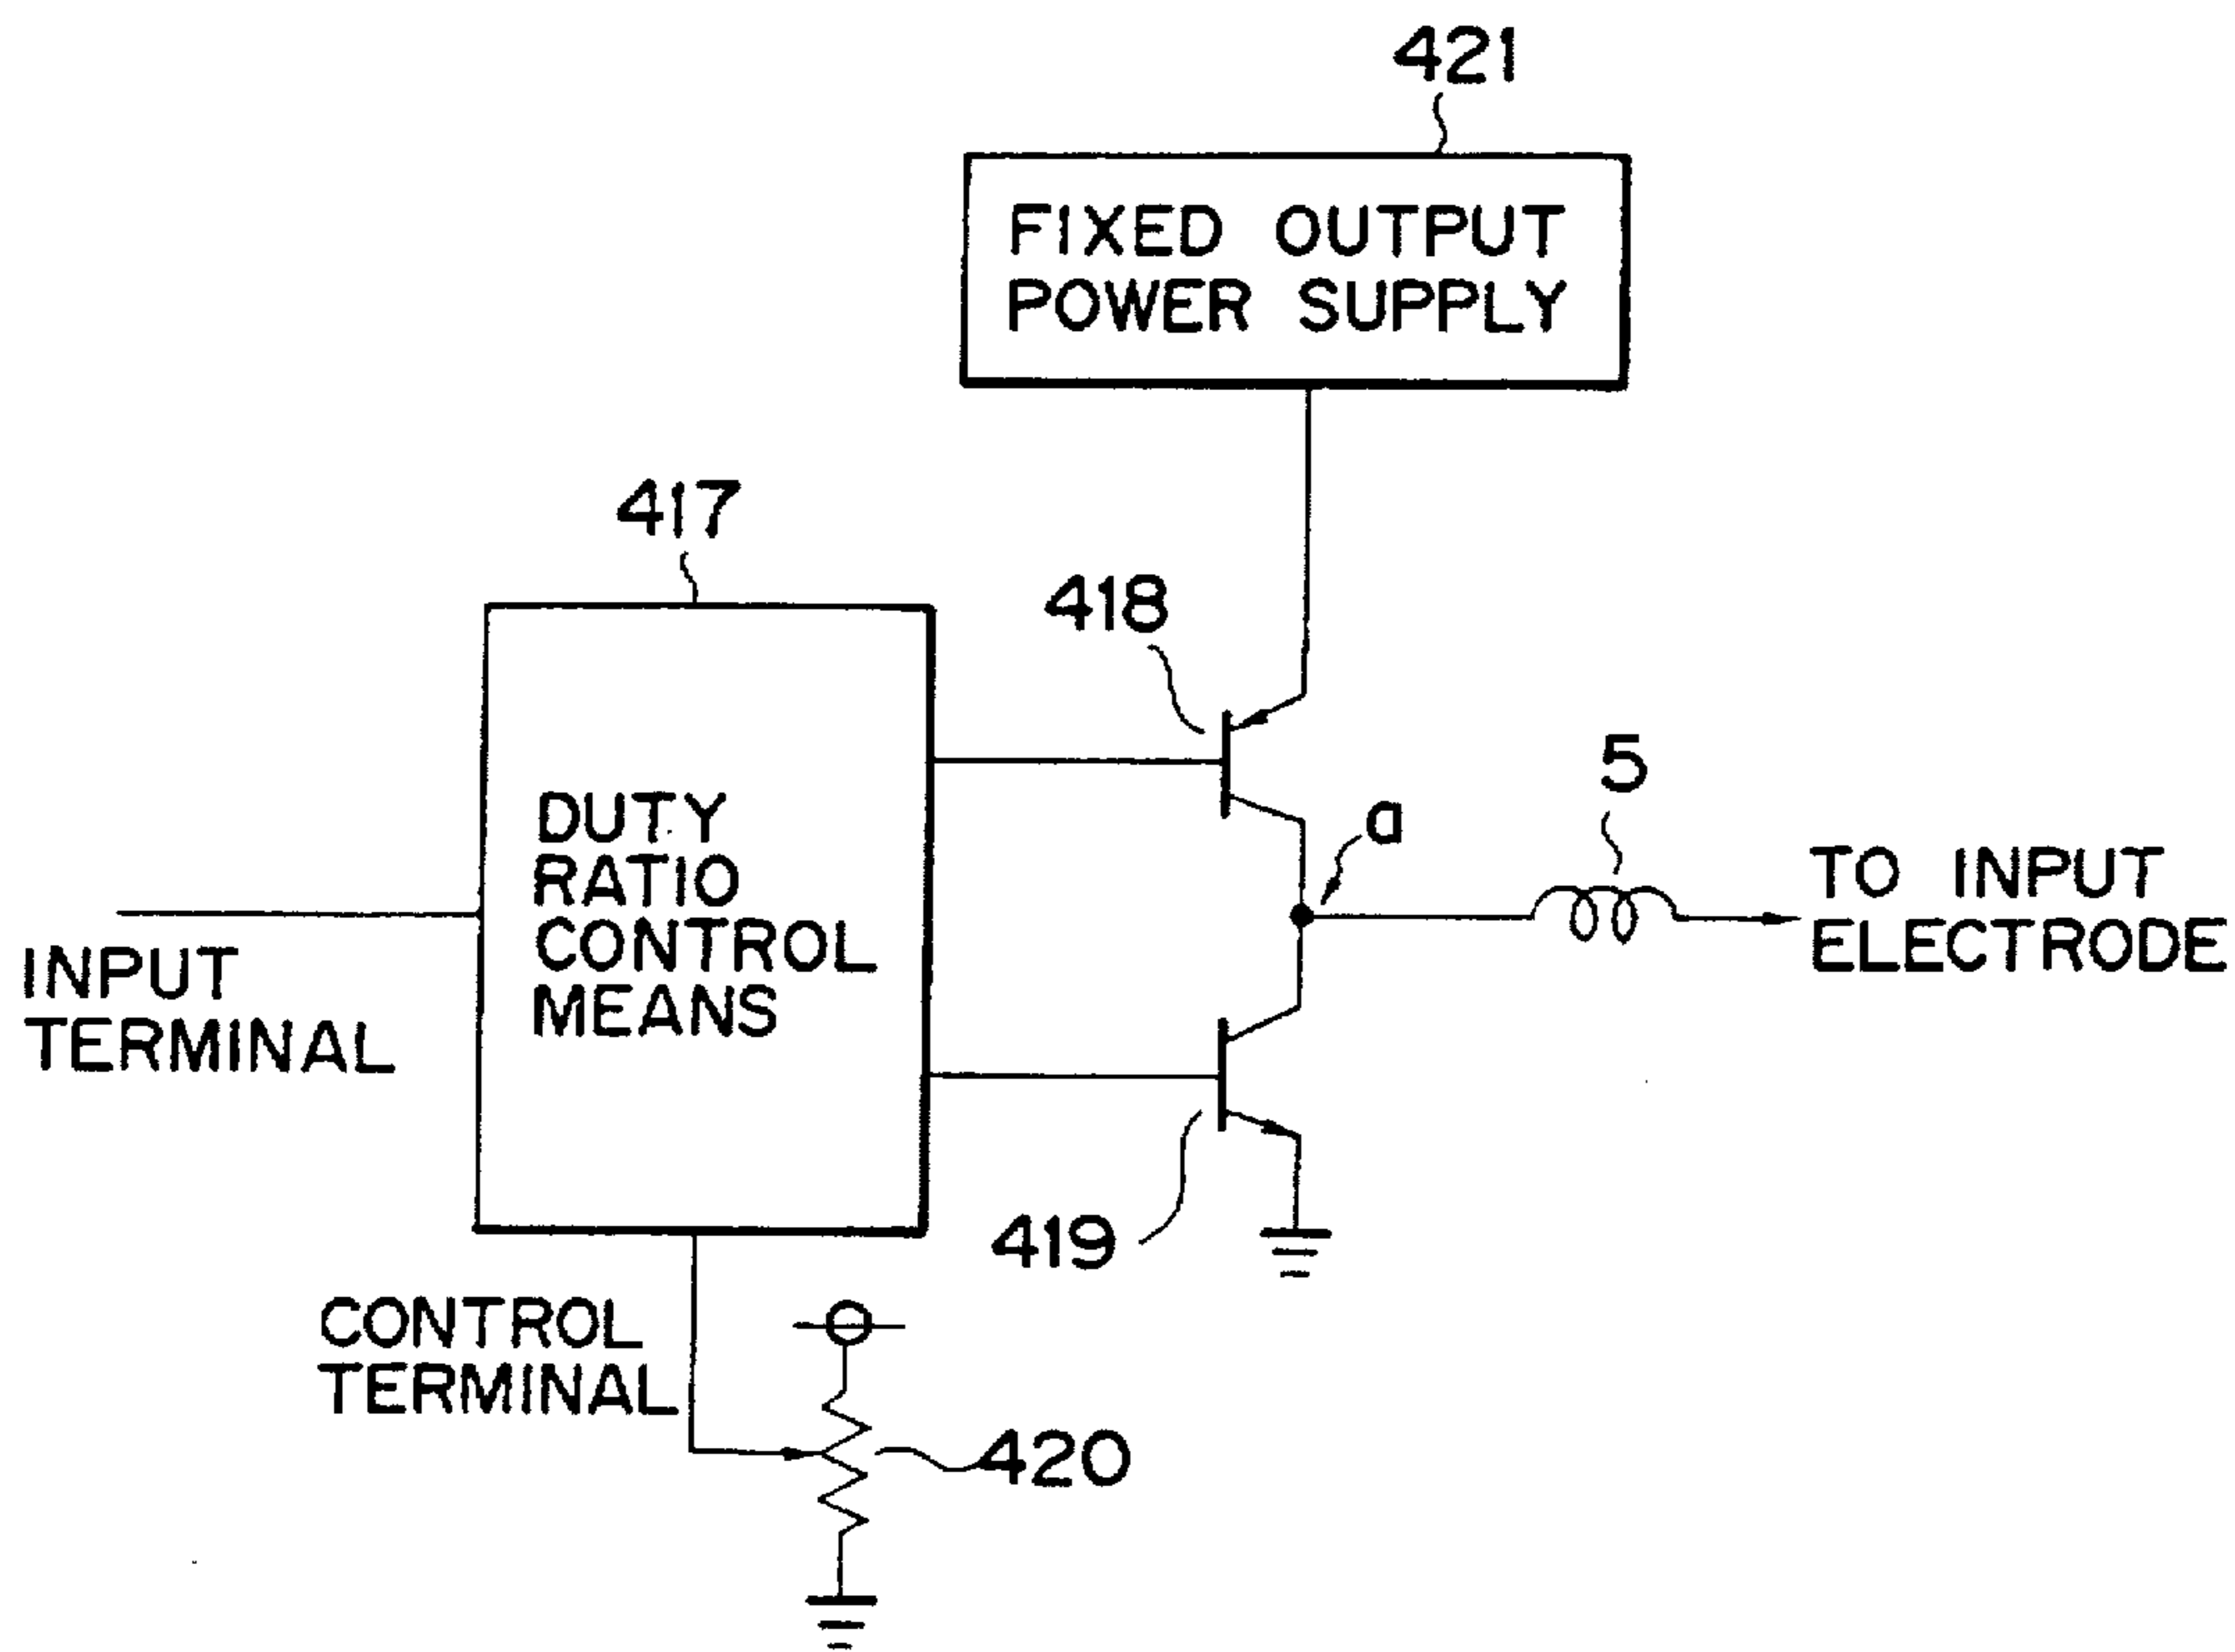 421
FIXED OUTPUT
POWER SUPPLY
417
418
5
a
DUTY
RATIO
CONTROL
MEANS
TO INPUT
ELECTRODE
INPUT
TERMINAL
419
CONTROL
TERMINAL
420